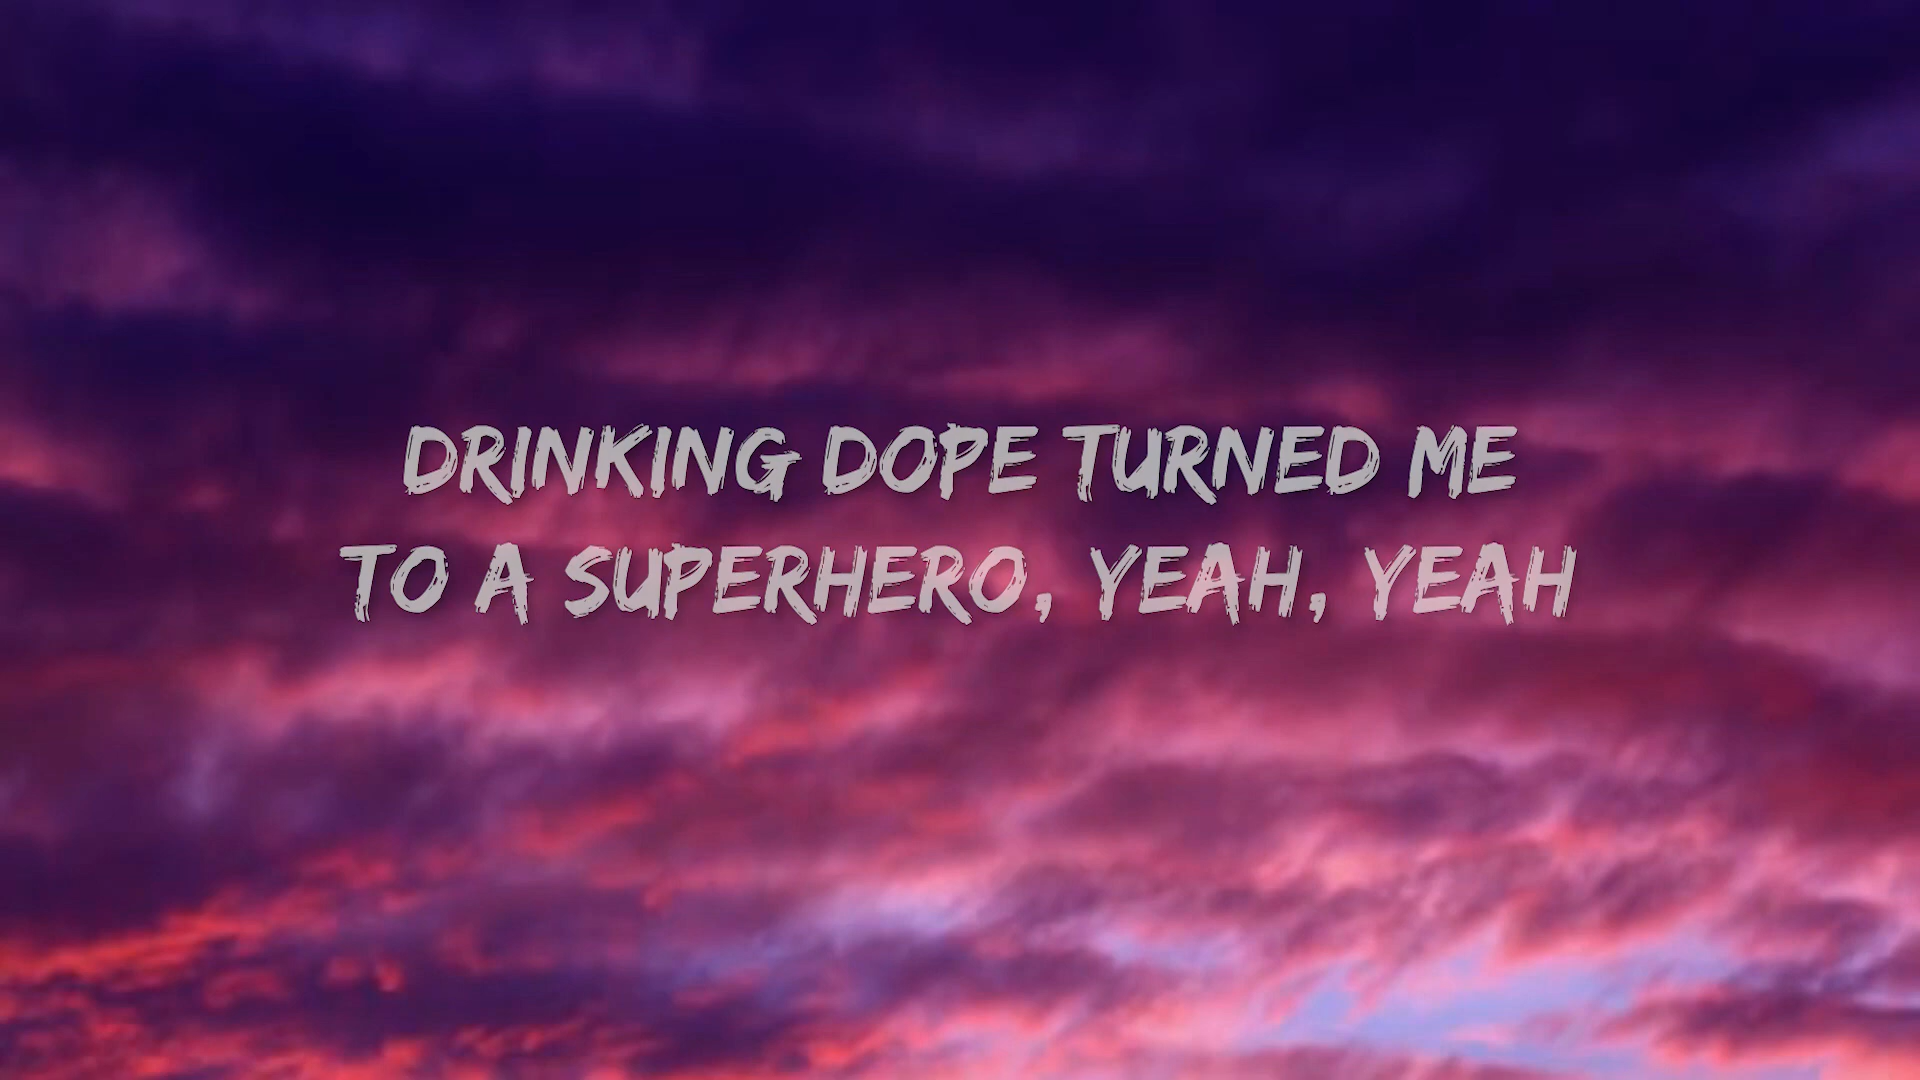 DRINKING DOPE TURNED ME
TO A SUPERHERO, YEAH, YEAH